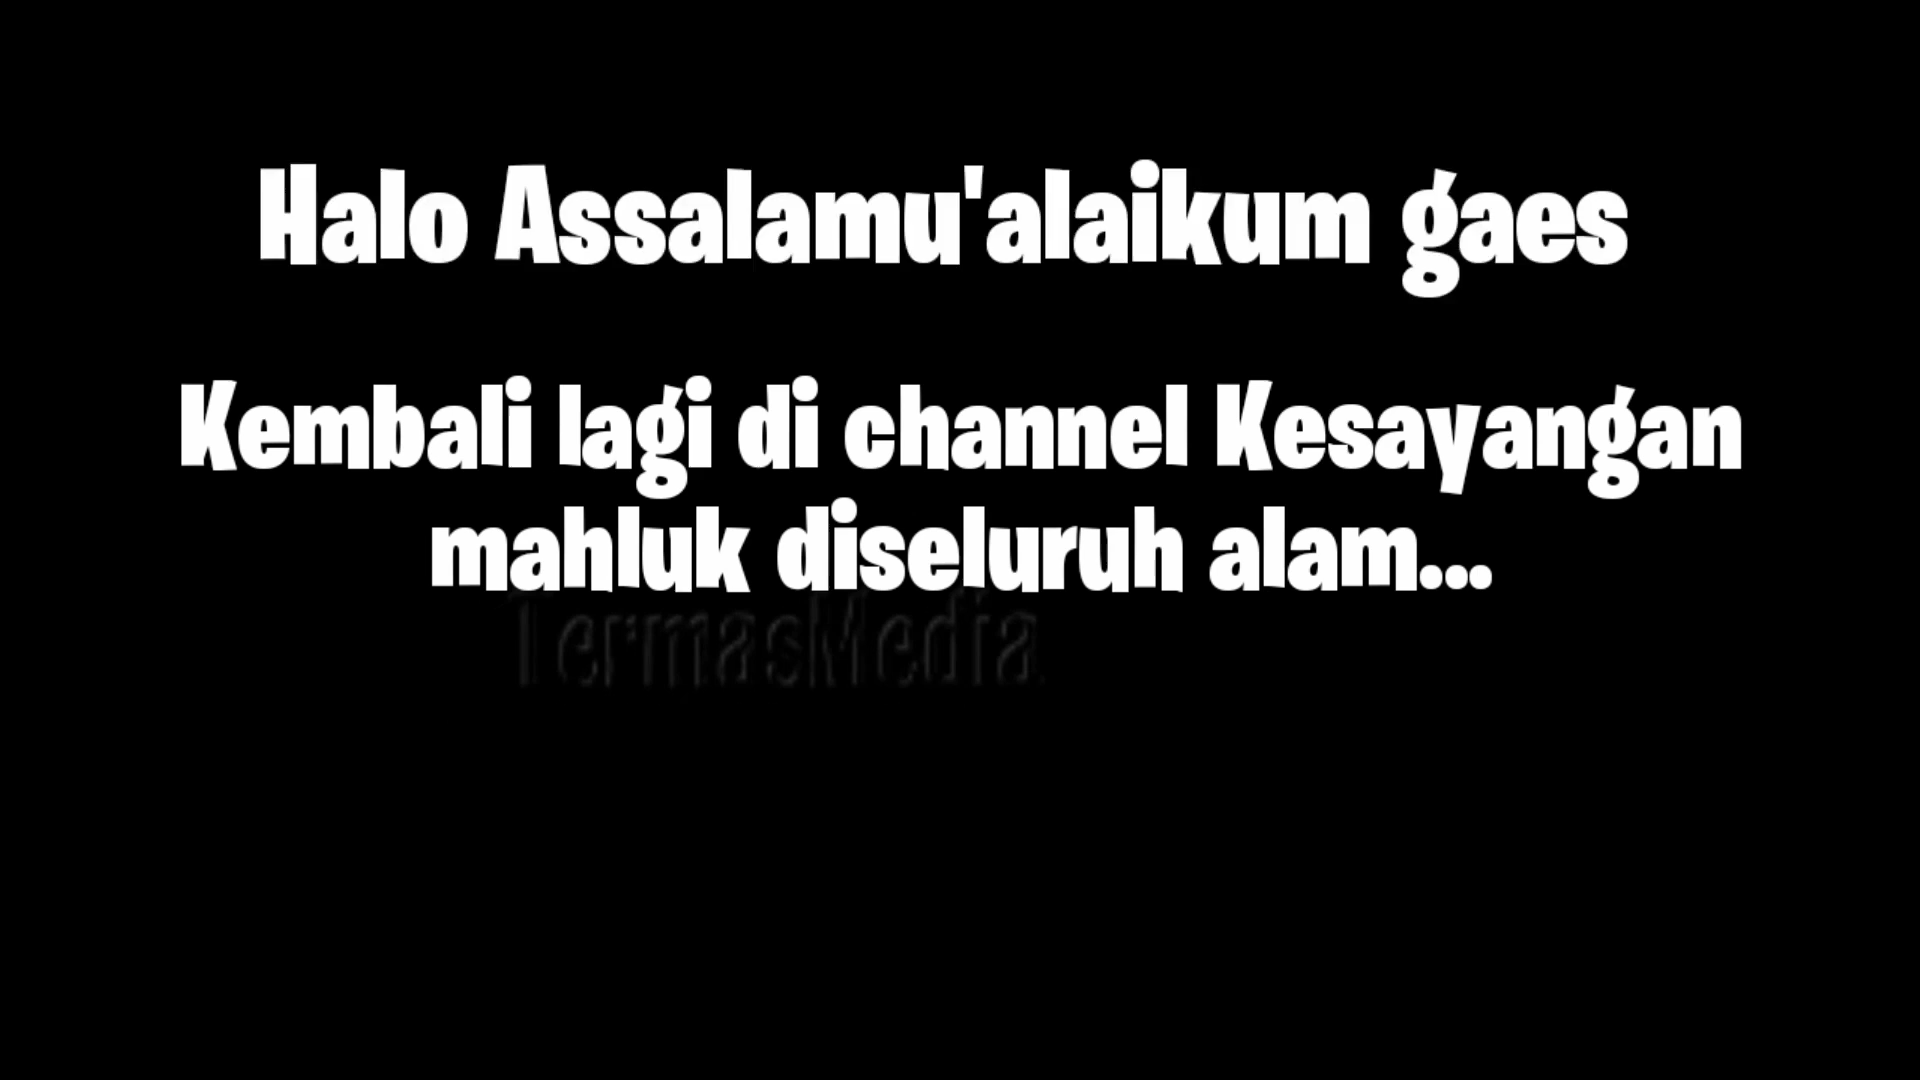 Halo Assalamu'alaikum gaes
Kembali lagi di channel Kesayangan
mahluk diseluruh alam...
TermasMedia